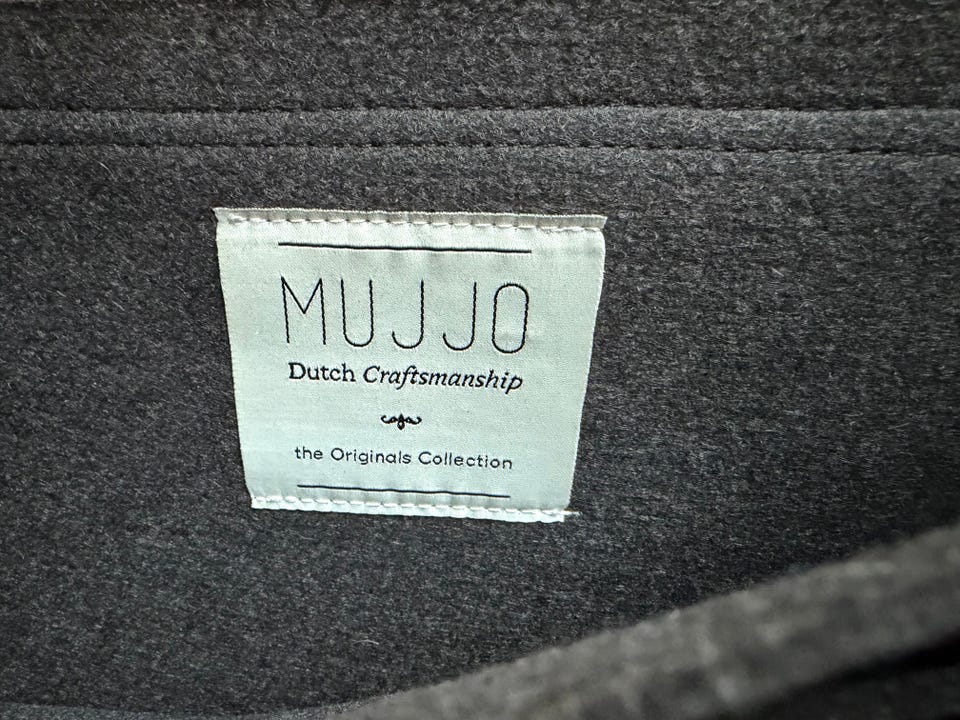 MUJJO
Dutch Craftsmanship
the Originals Collection